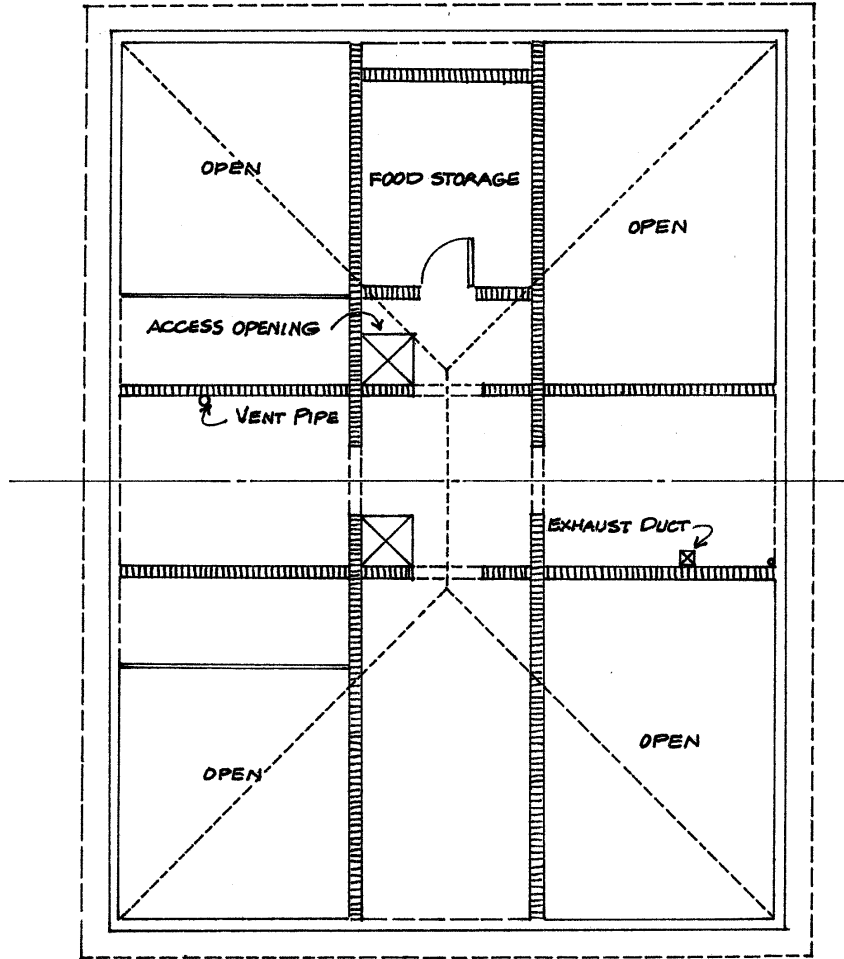 OPEN
FOOD STORAGE
OPEN
ACCESS OPENING
VENT PIPE
EXHAUST DUCT
OPEN
OPEN